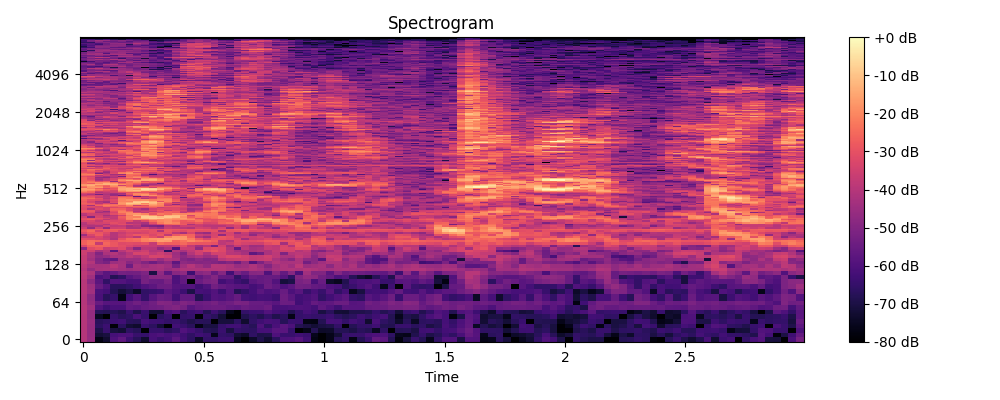 Spectrogram
Hz
4096
2048
1024
512
256
128
64
0
0
0.5
1
1.5
2
2.5
Time
+0 dB
-10 dB
-20 dB
-30 dB
-40 dB
-50 dB
-60 dB
-70 dB
-80 dB